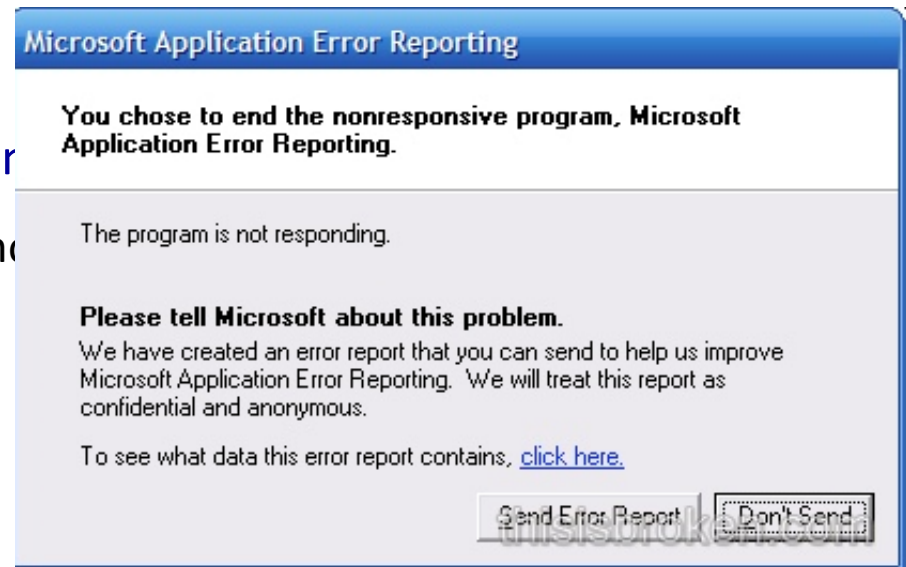 Microsoft Application Error Reporting
You chose to end the nonresponsive program, Microsoft
Application Error Reporting.
The program is not responding.
Please tell Microsoft about this problem.
We have created an error report that you can send to help us improve
Microsoft Application Error Reporting. We will treat this report as
confidential and anonymous.
To see what data this error report contains, click here.
Send Error Report Don't Send
thisisbroken.com